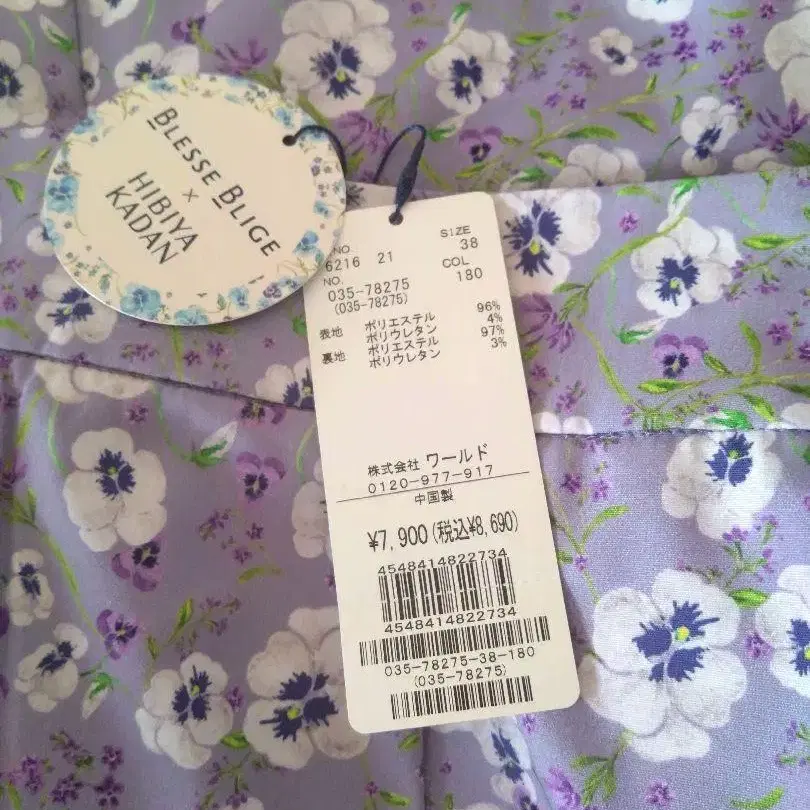 BLESSE BLIGE
×
HIBIYA
KADAN
NO. SIZE
6216 21 38
NO. COL
035-78275 180
(035-78275)
表地 ポリエステル 96%
ポリウレタン 4%
裏地 ポリエステル 97%
ポリウレタン 3%
株式会社 ワールド
0120-977-917
中国製
¥7,900(税込¥8,690)
4548414822734
4548414822734
035-78275-38-180
(035-78275)